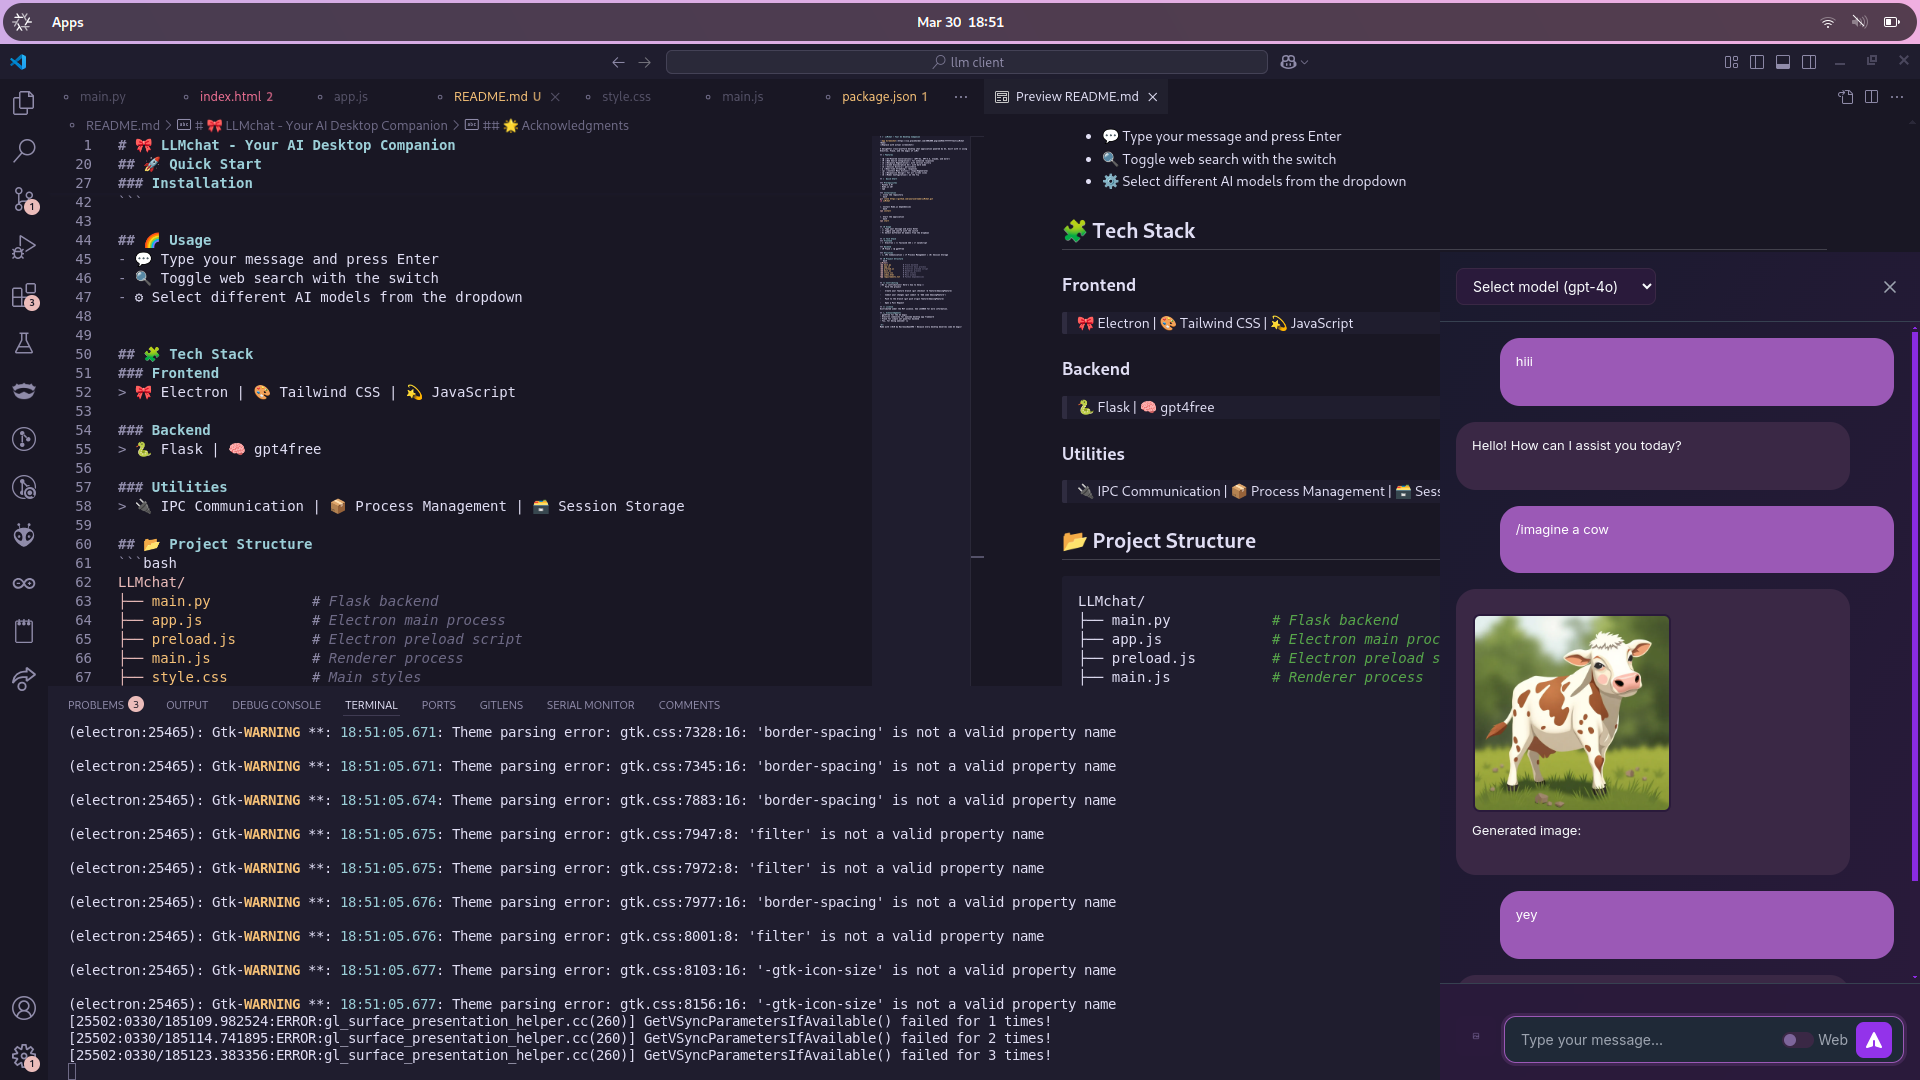 Apps
Mar 30 18:51
llm client
main.py
index.html 2
app.js
README.md U
style.css
main.js
package.json 1
Preview README.md
README.md > # 🎀 LLMchat - Your AI Desktop Companion > ## 🌟 Acknowledgments
1 # 🎀 LLMchat - Your AI Desktop Companion
20 ## 🚀 Quick Start
27 ### Installation
42 ```
43
44 ## 🌈 Usage
45 - 💬 Type your message and press Enter
46 - 🔍 Toggle web search with the switch
47 - ⚙ Select different AI models from the dropdown
48
49
50 ## 🧩 Tech Stack
51 ### Frontend
52 > 🎀 Electron | 🎨 Tailwind CSS | 💫 JavaScript
53
54 ### Backend
55 > 🐍 Flask | 🧠 gpt4free
56
57 ### Utilities
58 > 🔌 IPC Communication | 📦 Process Management | 🗃️ Session Storage
59
60 ## 📂 Project Structure
61 ```bash
62 LLMchat/
63 ├── main.py # Flask backend
64 ├── app.js # Electron main process
65 ├── preload.js # Electron preload script
66 ├── main.js # Renderer process
67 ├── style.css # Main styles
• 💬 Type your message and press Enter
• 🔍 Toggle web search with the switch
• ⚙️ Select different AI models from the dropdown
🧩 Tech Stack
Frontend
🎀 Electron | 🎨 Tailwind CSS | 💫 JavaScript
Backend
🐍 Flask | 🧠 gpt4free
Utilities
🔌 IPC Communication | 📦 Process Management | 🗃️ Sess
📂 Project Structure
LLMchat/
├── main.py # Flask backend
├── app.js # Electron main proc
├── preload.js # Electron preload s
├── main.js # Renderer process
PROBLEMS 3
OUTPUT
DEBUG CONSOLE
TERMINAL
PORTS
GITLENS
SERIAL MONITOR
COMMENTS
(electron:25465): Gtk-WARNING **: 18:51:05.671: Theme parsing error: gtk.css:7328:16: 'border-spacing' is not a valid property name
(electron:25465): Gtk-WARNING **: 18:51:05.671: Theme parsing error: gtk.css:7345:16: 'border-spacing' is not a valid property name
(electron:25465): Gtk-WARNING **: 18:51:05.674: Theme parsing error: gtk.css:7883:16: 'border-spacing' is not a valid property name
(electron:25465): Gtk-WARNING **: 18:51:05.675: Theme parsing error: gtk.css:7947:8: 'filter' is not a valid property name
(electron:25465): Gtk-WARNING **: 18:51:05.675: Theme parsing error: gtk.css:7972:8: 'filter' is not a valid property name
(electron:25465): Gtk-WARNING **: 18:51:05.676: Theme parsing error: gtk.css:7977:16: 'border-spacing' is not a valid property name
(electron:25465): Gtk-WARNING **: 18:51:05.676: Theme parsing error: gtk.css:8001:8: 'filter' is not a valid property name
(electron:25465): Gtk-WARNING **: 18:51:05.677: Theme parsing error: gtk.css:8103:16: '-gtk-icon-size' is not a valid property name
(electron:25465): Gtk-WARNING **: 18:51:05.677: Theme parsing error: gtk.css:8156:16: '-gtk-icon-size' is not a valid property name
[25502:0330/185109.982524:ERROR:gl_surface_presentation_helper.cc(260)] GetVSyncParametersIfAvailable() failed for 1 times!
[25502:0330/185114.741895:ERROR:gl_surface_presentation_helper.cc(260)] GetVSyncParametersIfAvailable() failed for 2 times!
[25502:0330/185123.383356:ERROR:gl_surface_presentation_helper.cc(260)] GetVSyncParametersIfAvailable() failed for 3 times!
1
3
1
Select model (gpt-4o)
hiii
Hello! How can I assist you today?
/imagine a cow
Generated image:
yey
Type your message...
Web